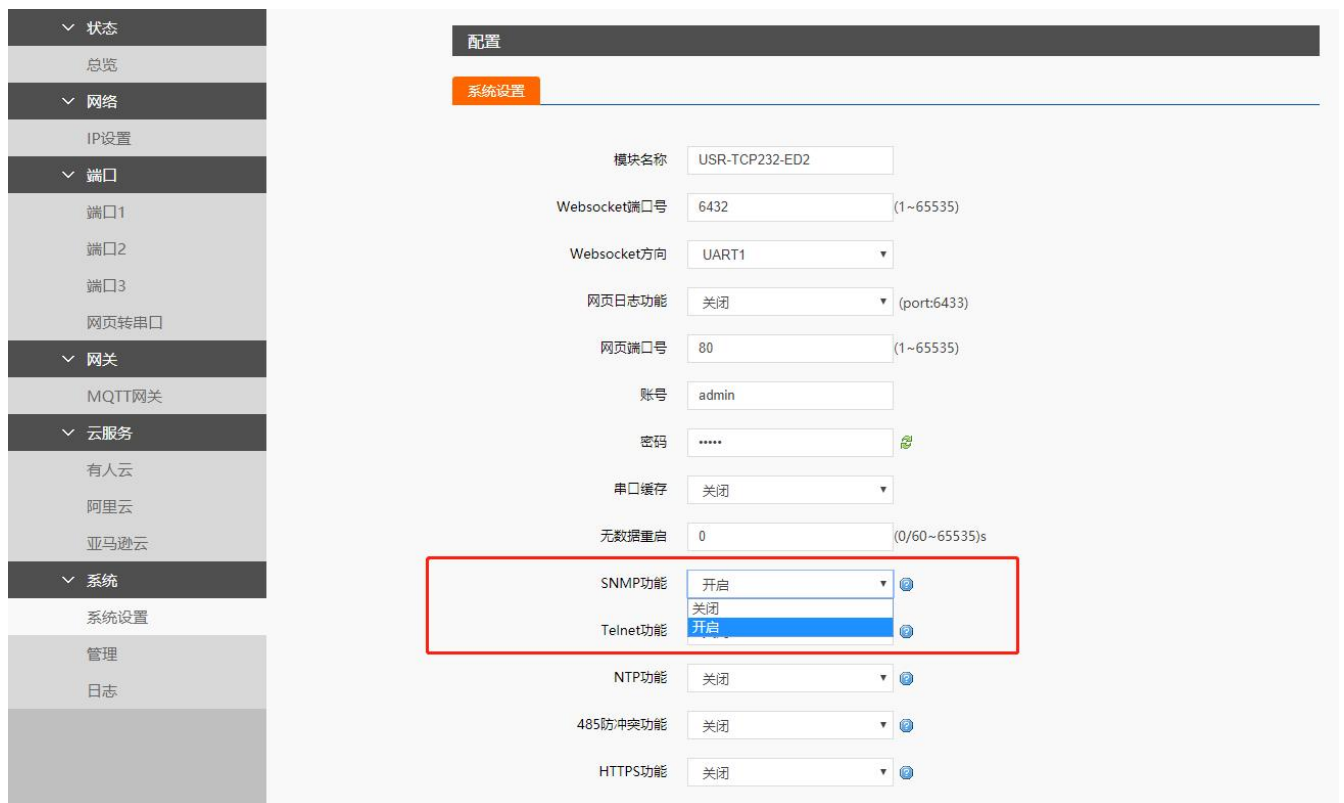 状态
总览
网络
IP设置
端口
端口1
端口2
端口3
网页转串口
网关
MQTT网关
云服务
有人云
阿里云
亚马逊云
系统
系统设置
管理
日志
配置
系统设置
模块名称 USR-TCP232-ED2
Websocket端口号 6432 (1~65535)
Websocket方向 UART1
网页日志功能 关闭 (port:6433)
网页端口号 80 (1~65535)
账号 admin
密码 •••••
串口缓存 关闭
无数据重启 0 (0/60~65535)s
SNMP功能 开启
关闭
Telnet功能 开启
NTP功能 关闭
485防冲突功能 关闭
HTTPS功能 关闭